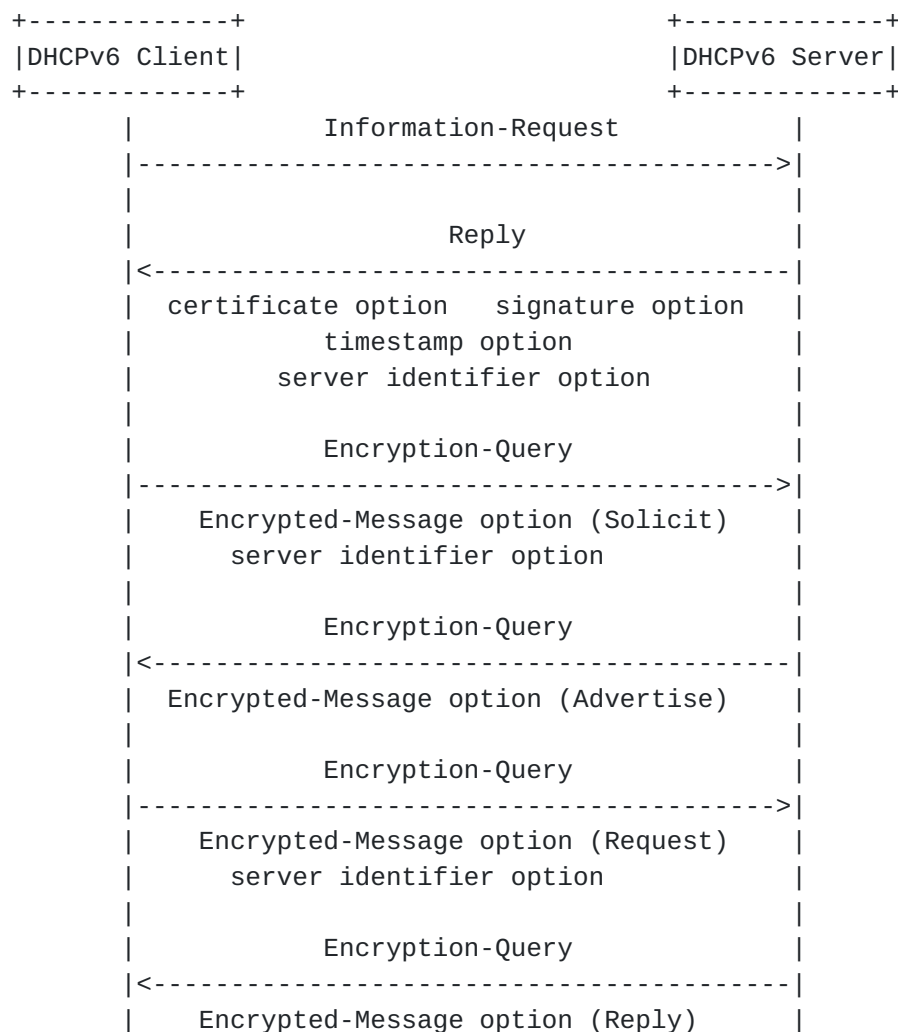 DHCPv6 Client DHCPv6 Server
Information-Request
Reply
certificate option signature option
timestamp option
server identifier option
Encryption-Query
Encrypted-Message option (Solicit)
server identifier option
Encryption-Query
Encrypted-Message option (Advertise)
Encryption-Query
Encrypted-Message option (Request)
server identifier option
Encryption-Query
Encrypted-Message option (Reply)